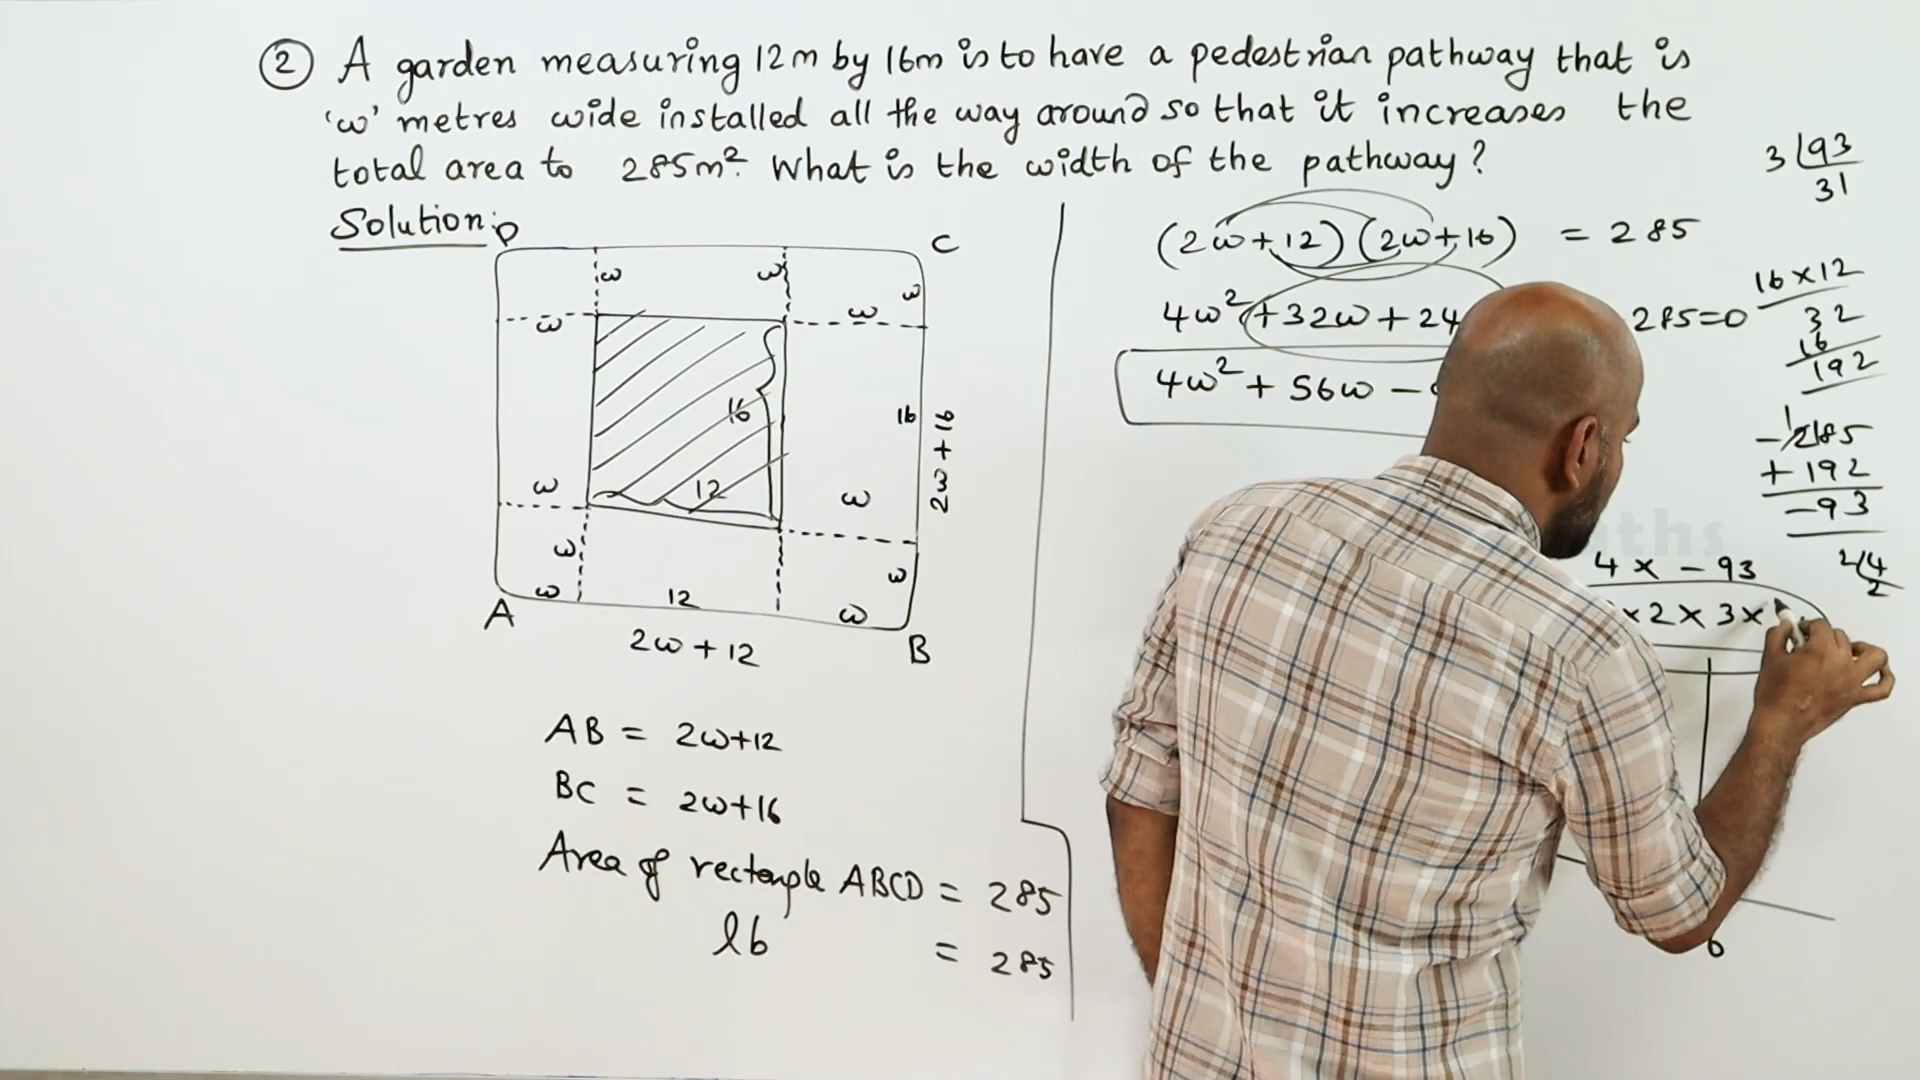 ② A garden measuring 12m by 16m is to have a pedestrian pathway that is
'w' metres wide installed all the way around so that it increases the
total area to 285m². What is the width of the pathway?
Solution:
D
C
w
w
w
w
w
w
16
12
16
2w + 16
w
w
w
w
w
12
w
A
B
2w + 12
AB = 2w+12
BC = 2w+16
Area of rectangle ABCD = 285
lb = 285
(2w+12) (2w+16) = 285
4w² + 32w + 24
285=0
4w² + 56w −
3 93
31
16 x 12
32
16
192
− 285
+ 192
− 93
2 4
2
4 x − 93
x 2 x 3 x